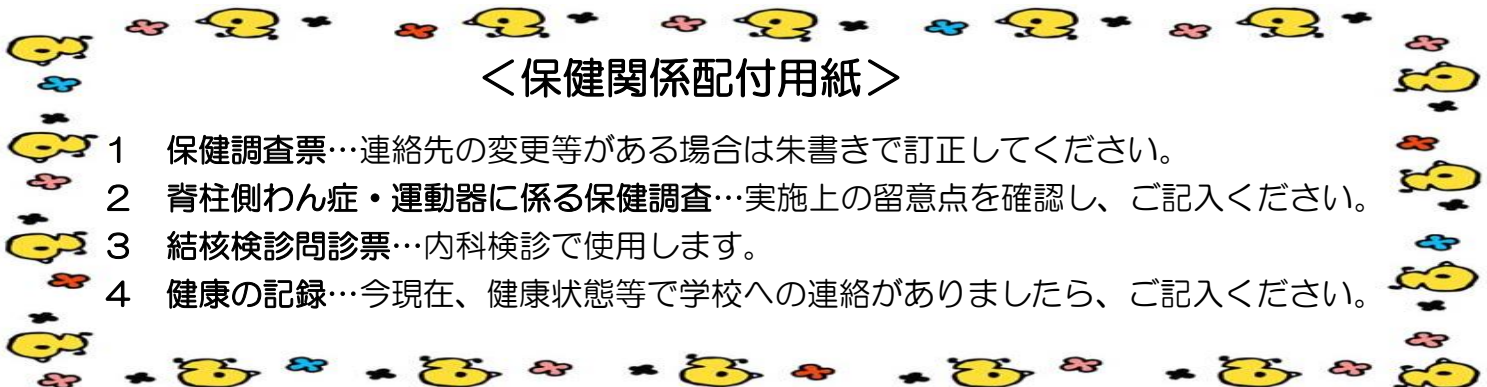 ＜保健関係配付用紙＞
１　保健調査票…連絡先の変更等がある場合は朱書きで訂正してください。
２　脊柱側わん症・運動器に係る保健調査…実施上の留意点を確認し、ご記入ください。
３　結核検診問診票…内科検診で使用します。
４　健康の記録…今現在、健康状態等で学校への連絡がありましたら、ご記入ください。